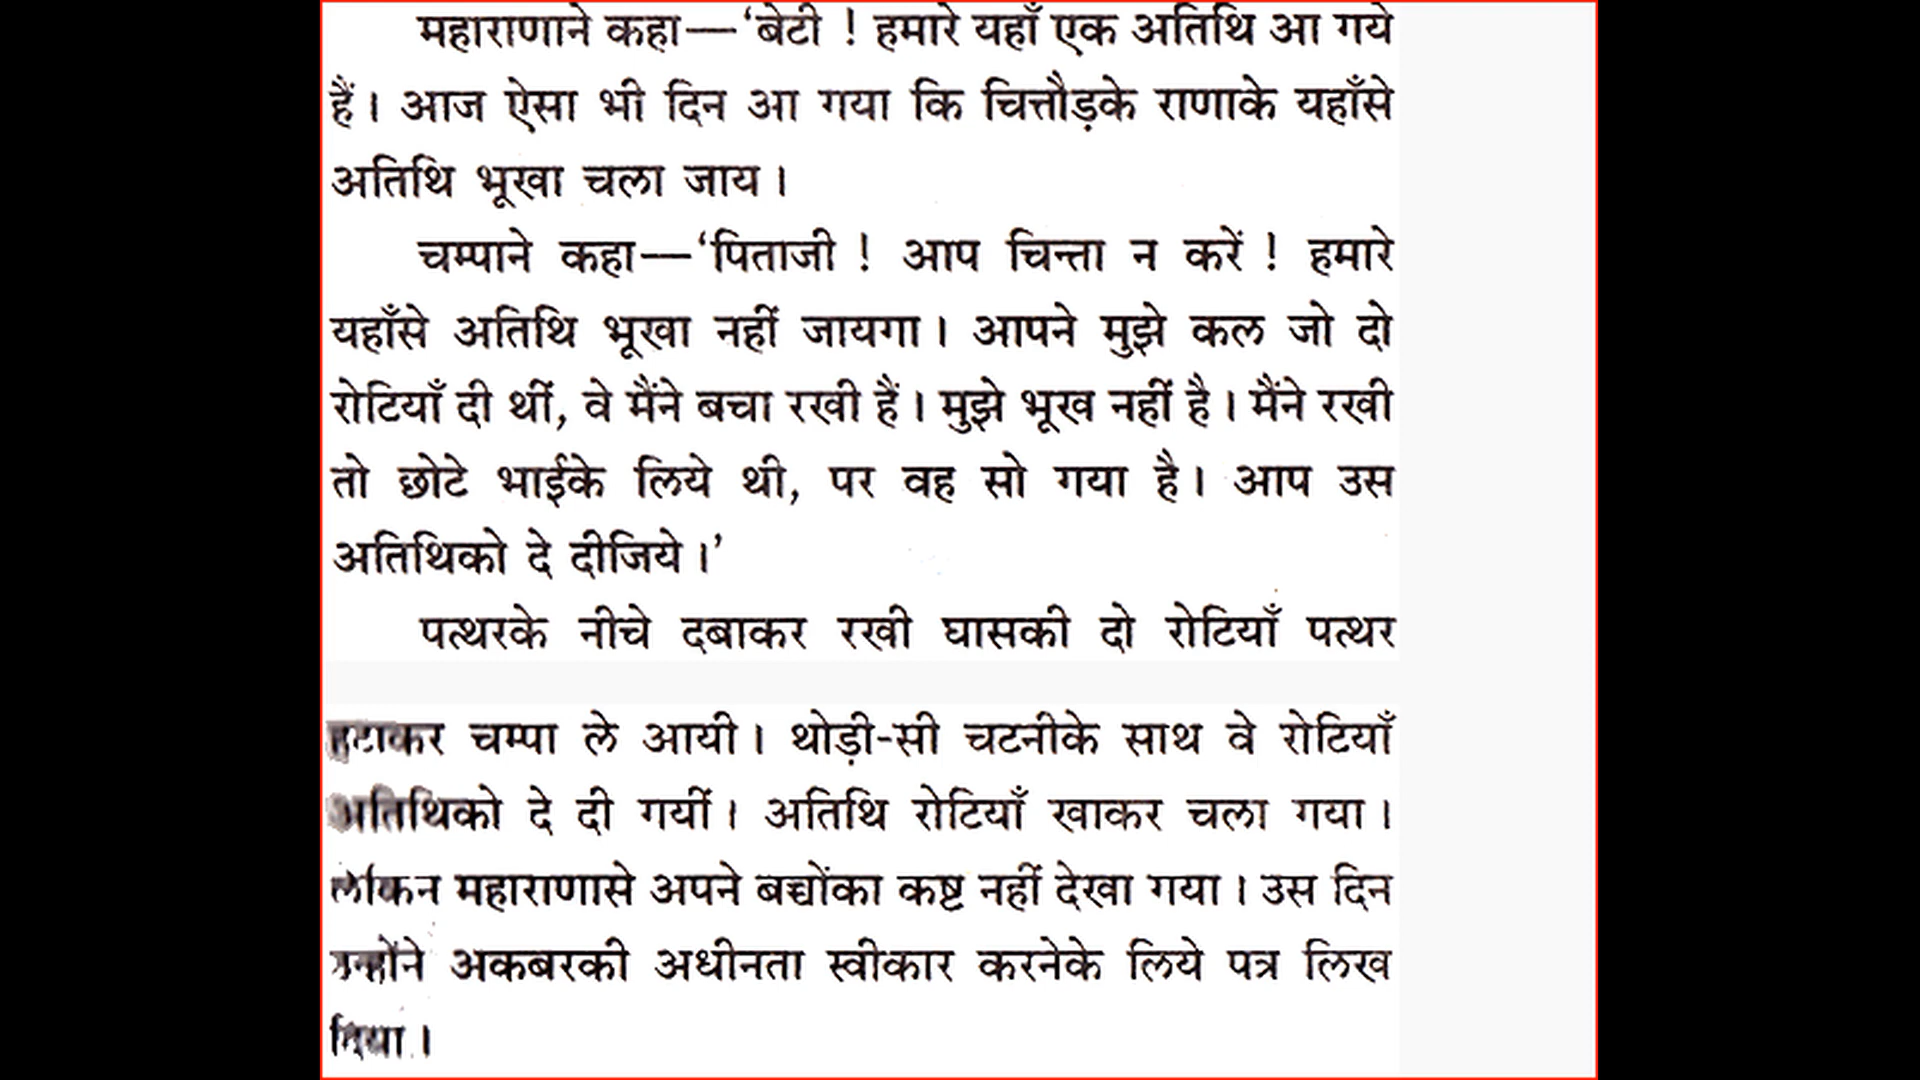 महाराणाने कहा—‘बेटी ! हमारे यहाँ एक अतिथि आ गये
हैं। आज ऐसा भी दिन आ गया कि चित्तौड़के राणाके यहाँसे
अतिथि भूखा चला जाय।
चम्पाने कहा—‘पिताजी ! आप चिन्ता न करें ! हमारे
यहाँसे अतिथि भूखा नहीं जायगा। आपने मुझे कल जो दो
रोटियाँ दी थीं, वे मैंने बचा रखी हैं। मुझे भूख नहीं है। मैंने रखी
तो छोटे भाईके लिये थी, पर वह सो गया है। आप उस
अतिथिको दे दीजिये।’
पत्थरके नीचे दबाकर रखी घासकी दो रोटियाँ पत्थर
हटाकर चम्पा ले आयी। थोड़ी-सी चटनीके साथ वे रोटियाँ
अतिथिको दे दी गयीं। अतिथि रोटियाँ खाकर चला गया।
लेकिन महाराणासे अपने बच्चोंका कष्ट नहीं देखा गया। उस दिन
उन्होंने अकबरकी अधीनता स्वीकार करनेके लिये पत्र लिख
दिया।